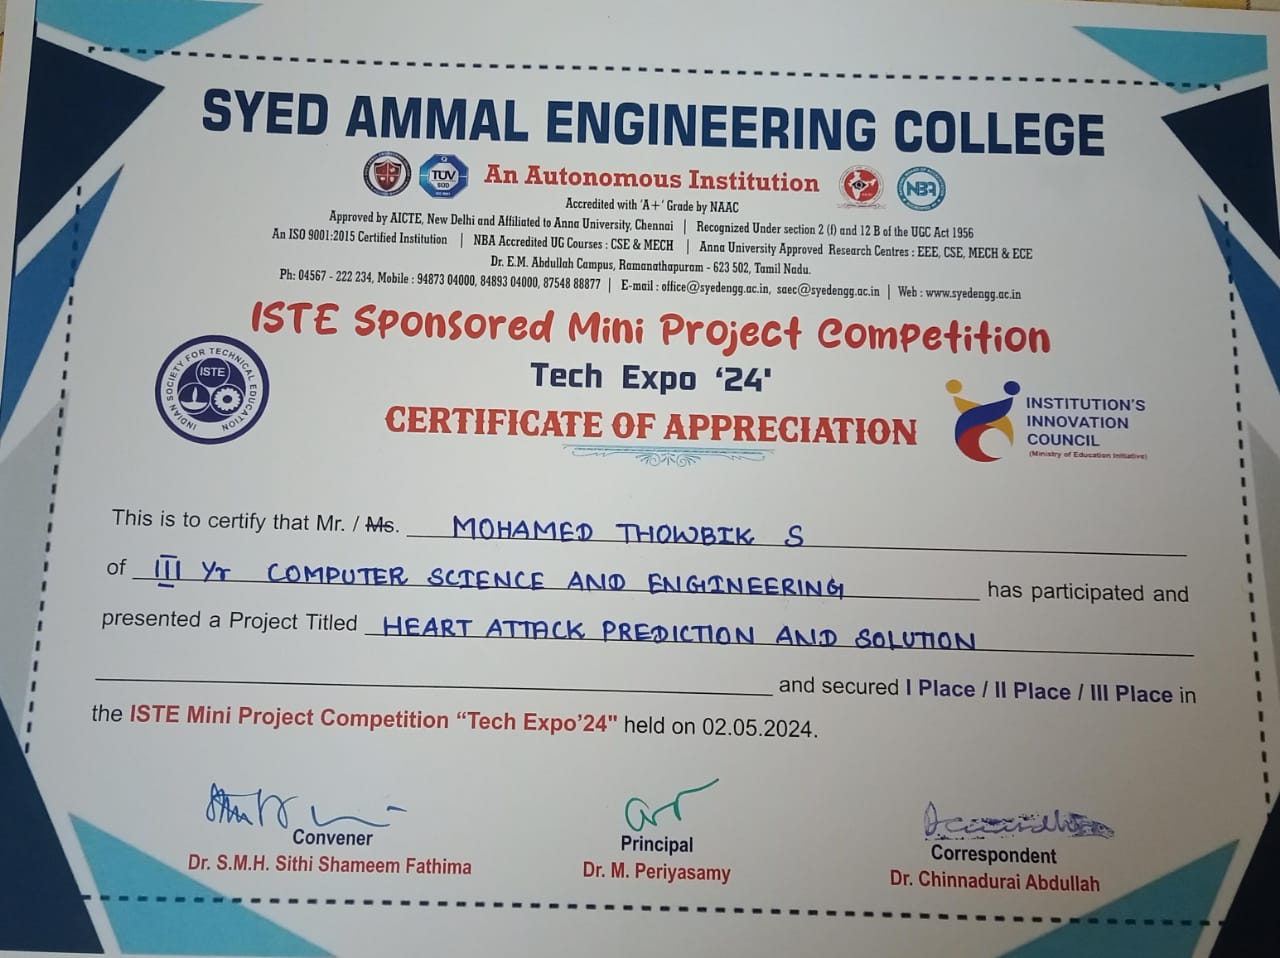 SYED AMMAL ENGINEERING COLLEGE
TUV
SUD
An Autonomous Institution
NBA
Accredited with 'A+' Grade by NAAC
Approved by AICTE, New Delhi and Affiliated to Anna University, Chennai | Recognized Under section 2 (f) and 12 B of the UGC Act 1956
An ISO 9001:2015 Certified Institution | NBA Accredited UG Courses : CSE & MECH | Anna University Approved Research Centres : EEE, CSE, MECH & ECE
Dr. E.M. Abdullah Campus, Ramanathapuram - 623 502, Tamil Nadu.
Ph: 04567 - 222 234, Mobile : 94873 04000, 84893 04000, 87548 88877 | E-mail : office@syedengg.ac.in, saec@syedengg.ac.in | Web : www.syedengg.ac.in
ISTE Sponsored Mini Project Competition
INDIAN SOCIETY FOR TECHNICAL EDUCATION
ISTE
Tech Expo '24'
CERTIFICATE OF APPRECIATION
INSTITUTION'S
INNOVATION
COUNCIL
(Ministry of Education Initiative)
This is to certify that Mr. / Ms. MOHAMED THOWBIK S
of III Yr COMPUTER SCIENCE AND ENGINEERING has participated and
presented a Project Titled HEART ATTACK PREDICTION AND SOLUTION
and secured I Place / II Place / III Place in
the ISTE Mini Project Competition "Tech Expo'24" held on 02.05.2024.
Convener
Dr. S.M.H. Sithi Shameem Fathima
Principal
Dr. M. Periyasamy
Correspondent
Dr. Chinnadurai Abdullah